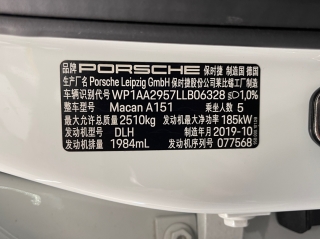 品牌 PORSCHE 保时捷 制造国 德国
生产厂名 Porsche Leipzig GmbH 保时捷股份公司莱比锡工厂制造
车辆识别代号 WP1AA2957LLB06328 1,0%
整车型号 Macan A151 乘坐人数 5
最大允许总质量 2510kg 发动机最大净功率 185kW
发动机型号 DLH 制造年月 2019-10
发动机排量 1984mL 序列号 077568